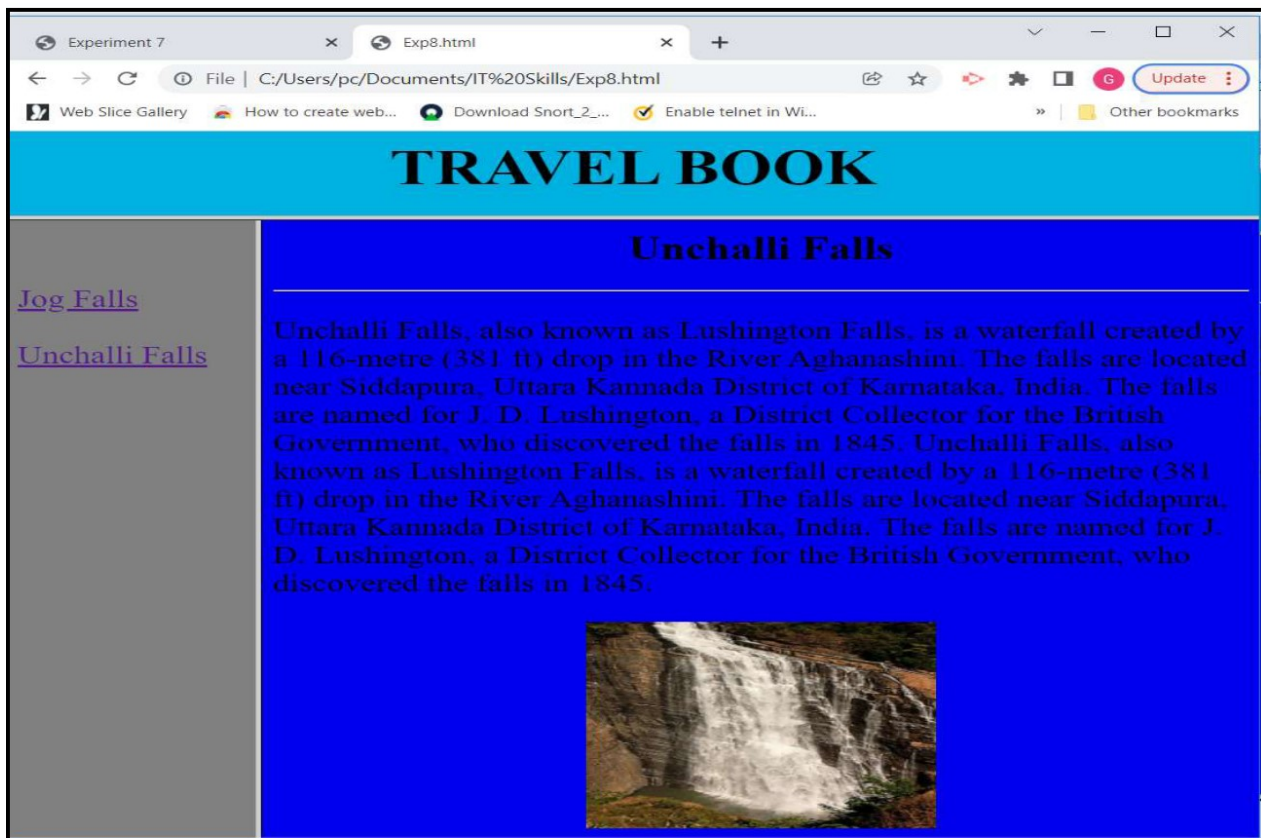 Experiment 7
Exp8.html
File | C:/Users/pc/Documents/IT%20Skills/Exp8.html
G
Update
Web Slice Gallery
How to create web...
Download Snort_2_...
Enable telnet in Wi...
»
Other bookmarks
TRAVEL BOOK
Jog Falls
Unchalli Falls
Unchalli Falls
Unchalli Falls, also known as Lushington Falls, is a waterfall created by
a 116-metre (381 ft) drop in the River Aghanashini. The falls are located
near Siddapura, Uttara Kannada District of Karnataka, India. The falls
are named for J. D. Lushington, a District Collector for the British
Government, who discovered the falls in 1845. Unchalli Falls, also
known as Lushington Falls, is a waterfall created by a 116-metre (381
ft) drop in the River Aghanashini. The falls are located near Siddapura,
Uttara Kannada District of Karnataka, India. The falls are named for J.
D. Lushington, a District Collector for the British Government, who
discovered the falls in 1845.